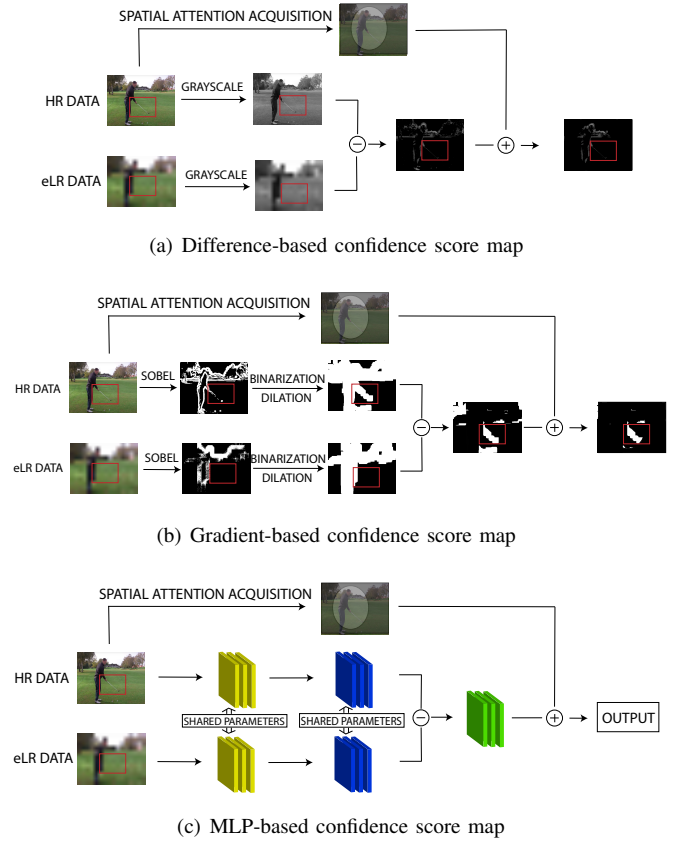 SPATIAL ATTENTION ACQUISITION
HR DATA
GRAYSCALE
eLR DATA
GRAYSCALE
(a) Difference-based confidence score map
SPATIAL ATTENTION ACQUISITION
HR DATA
SOBEL
BINARIZATION
DILATION
eLR DATA
SOBEL
BINARIZATION
DILATION
(b) Gradient-based confidence score map
SPATIAL ATTENTION ACQUISITION
HR DATA
SHARED PARAMETERS
SHARED PARAMETERS
OUTPUT
eLR DATA
(c) MLP-based confidence score map